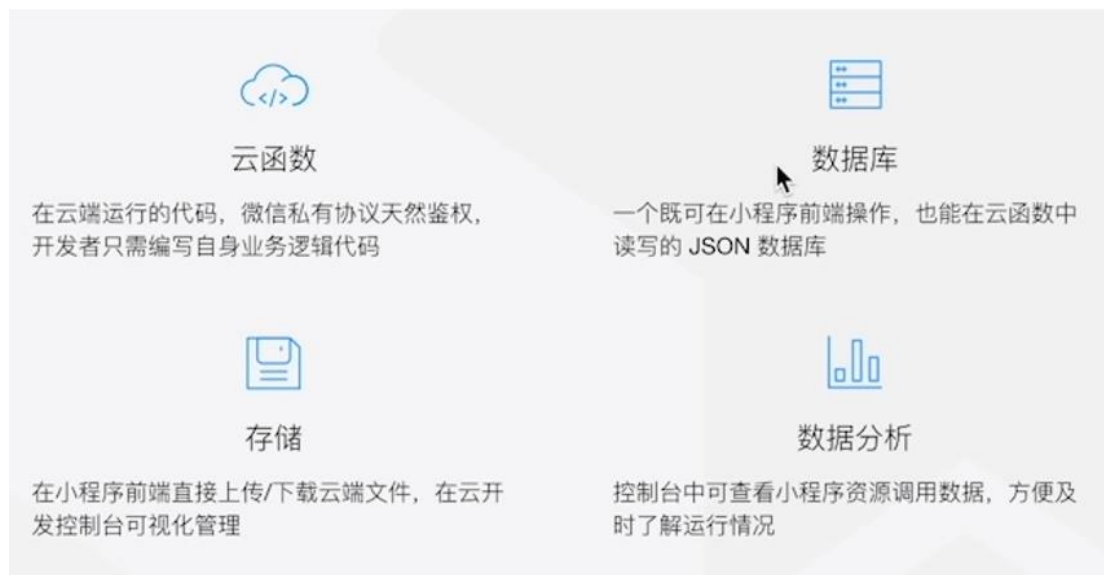 </>
云函数
在云端运行的代码，微信私有协议天然鉴权，
开发者只需编写自身业务逻辑代码
数据库
一个既可在小程序前端操作，也能在云函数中
读写的 JSON 数据库
存储
在小程序前端直接上传/下载云端文件，在云开
发控制台可视化管理
数据分析
控制台中可查看小程序资源调用数据，方便及
时了解运行情况